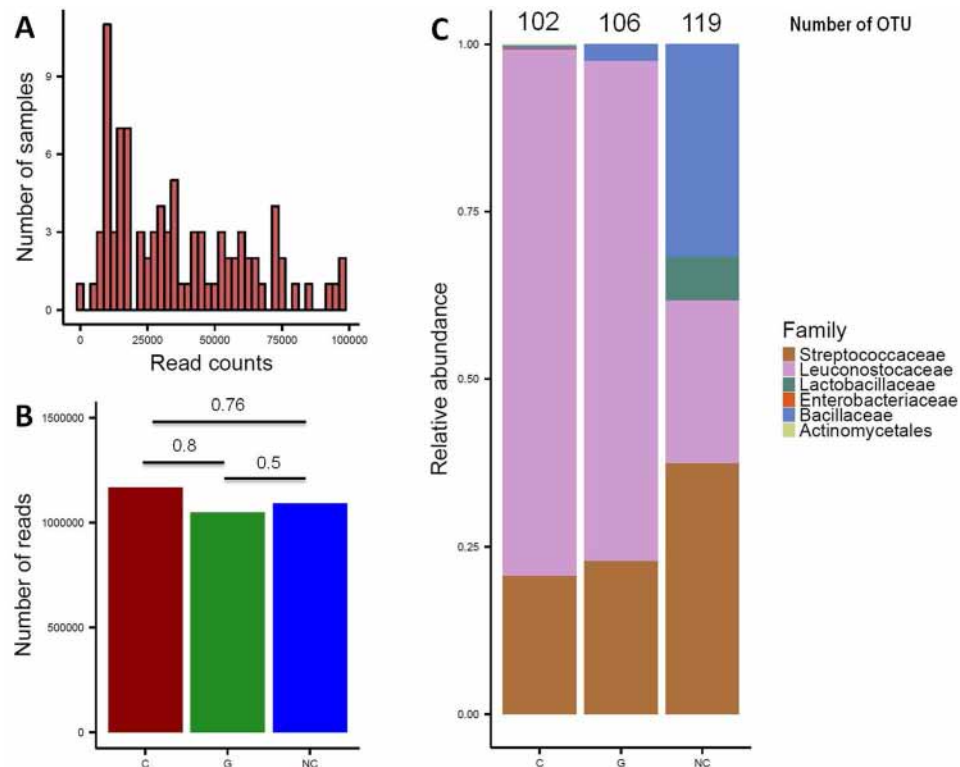 A
Number of samples
9
6
3
0
0
25000
50000
75000
100000
Read counts
B
Number of reads
1500000
1000000
500000
0
0.76
0.8
0.5
C
G
NC
C
102
106
119
Number of OTU
Relative abundance
1.00
0.75
0.50
0.25
0.00
C
G
NC
Family
Streptococcaceae
Leuconostocaceae
Lactobacillaceae
Enterobacteriaceae
Bacillaceae
Actinomycetales